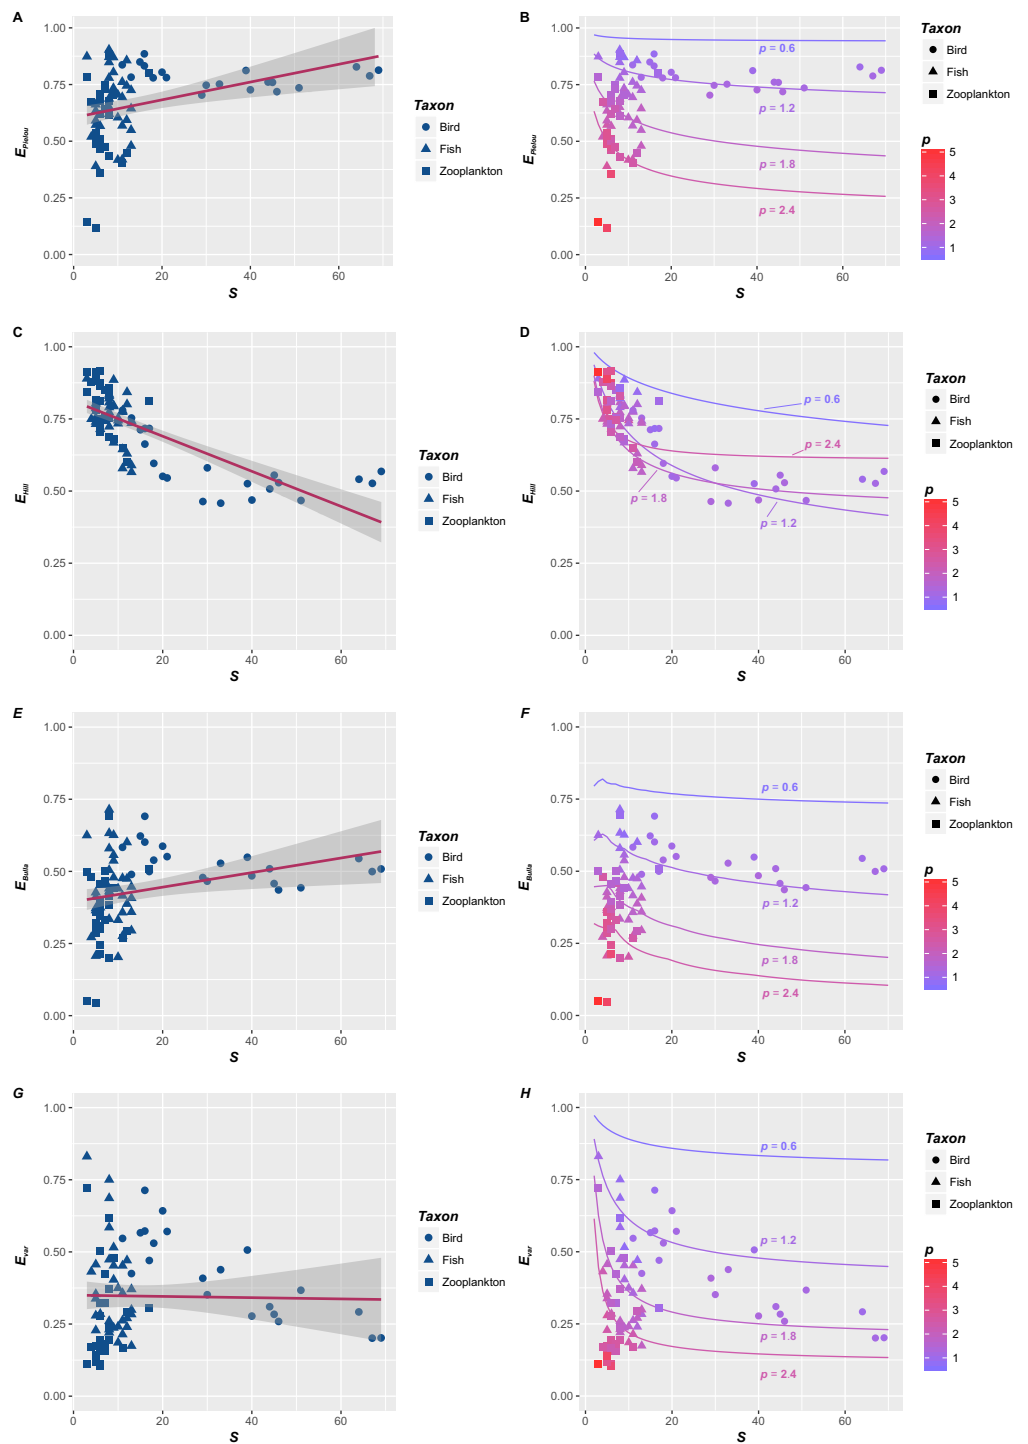 A
1.00
0.75
0.50
0.25
0.00
E Pielou
0
20
40
60
S
Taxon
Bird
Fish
Zooplankton
B
1.00
0.75
0.50
0.25
0.00
E Pielou
p = 0.6
p = 1.2
p = 1.8
p = 2.4
0
20
40
60
S
Taxon
Bird
Fish
Zooplankton
p
5
4
3
2
1
C
1.00
0.75
0.50
0.25
0.00
E Hill
0
20
40
60
S
Taxon
Bird
Fish
Zooplankton
D
1.00
0.75
0.50
0.25
0.00
E Hill
p = 0.6
p = 2.4
p = 1.8
p = 1.2
0
20
40
60
S
Taxon
Bird
Fish
Zooplankton
p
5
4
3
2
1
E
1.00
0.75
0.50
0.25
0.00
E Bulla
0
20
40
60
S
Taxon
Bird
Fish
Zooplankton
F
1.00
0.75
0.50
0.25
0.00
E Bulla
p = 0.6
p = 1.2
p = 1.8
p = 2.4
0
20
40
60
S
Taxon
Bird
Fish
Zooplankton
p
5
4
3
2
1
G
1.00
0.75
0.50
0.25
0.00
E var
0
20
40
60
S
Taxon
Bird
Fish
Zooplankton
H
1.00
0.75
0.50
0.25
0.00
E var
p = 0.6
p = 1.2
p = 1.8
p = 2.4
0
20
40
60
S
Taxon
Bird
Fish
Zooplankton
p
5
4
3
2
1